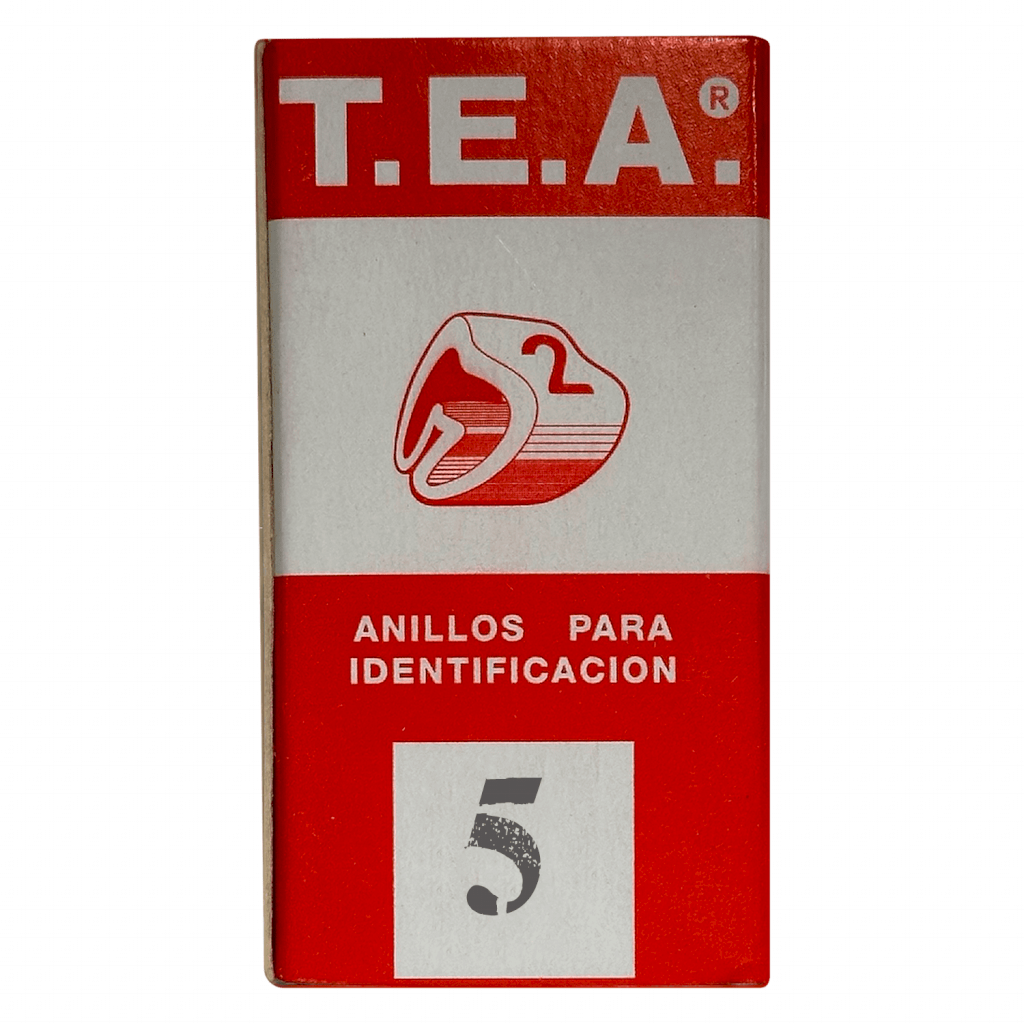 T.E.A.®
2
ANILLOS PARA
IDENTIFICACION
5